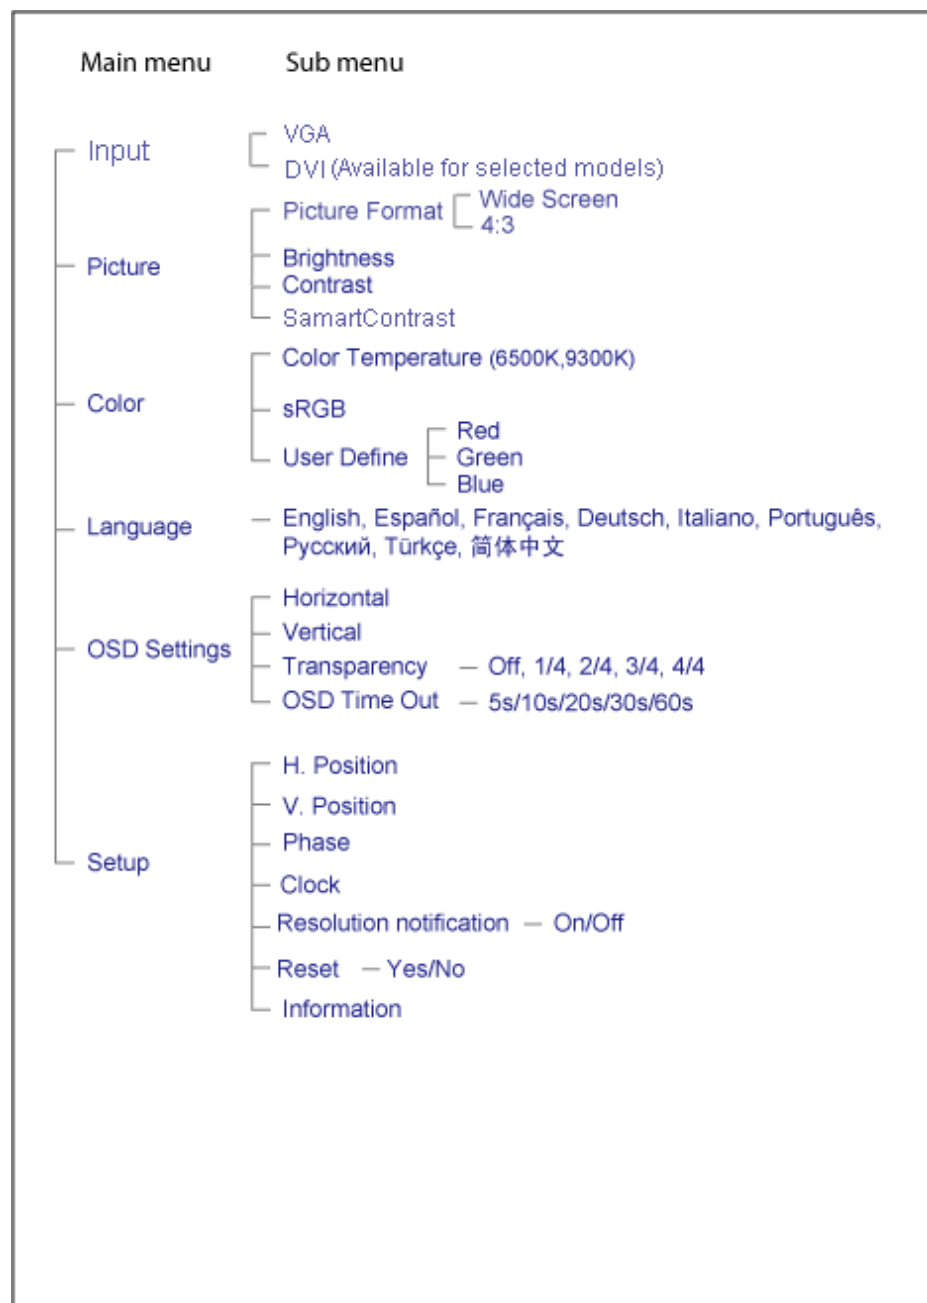 Main menu Sub menu
Input
VGA
DVI (Available for selected models)
Picture
Picture Format
Wide Screen
4:3
Brightness
Contrast
SamartContrast
Color
Color Temperature (6500K,9300K)
sRGB
User Define
Red
Green
Blue
Language
English, Español, Français, Deutsch, Italiano, Português,
Русский, Türkçe, 简体中文
OSD Settings
Horizontal
Vertical
Transparency — Off, 1/4, 2/4, 3/4, 4/4
OSD Time Out — 5s/10s/20s/30s/60s
Setup
H. Position
V. Position
Phase
Clock
Resolution notification — On/Off
Reset — Yes/No
Information